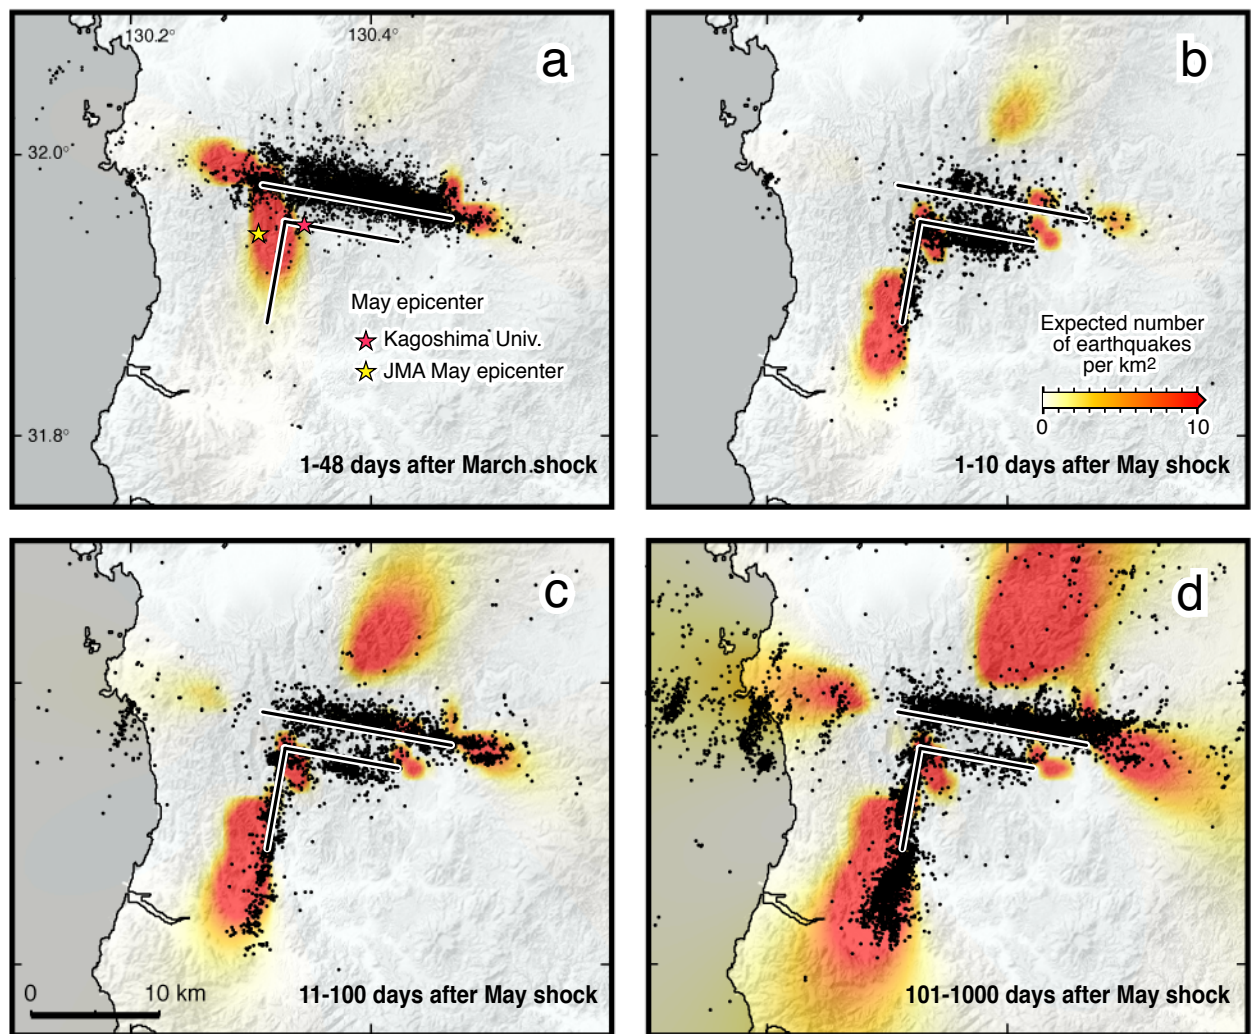 130.2°
130.4°
a
32.0°
May epicenter
Kagoshima Univ.
JMA May epicenter
31.8°
1-48 days after March shock
b
Expected number
of earthquakes
per km2
0
10
1-10 days after May shock
c
0
10 km
11-100 days after May shock
d
101-1000 days after May shock